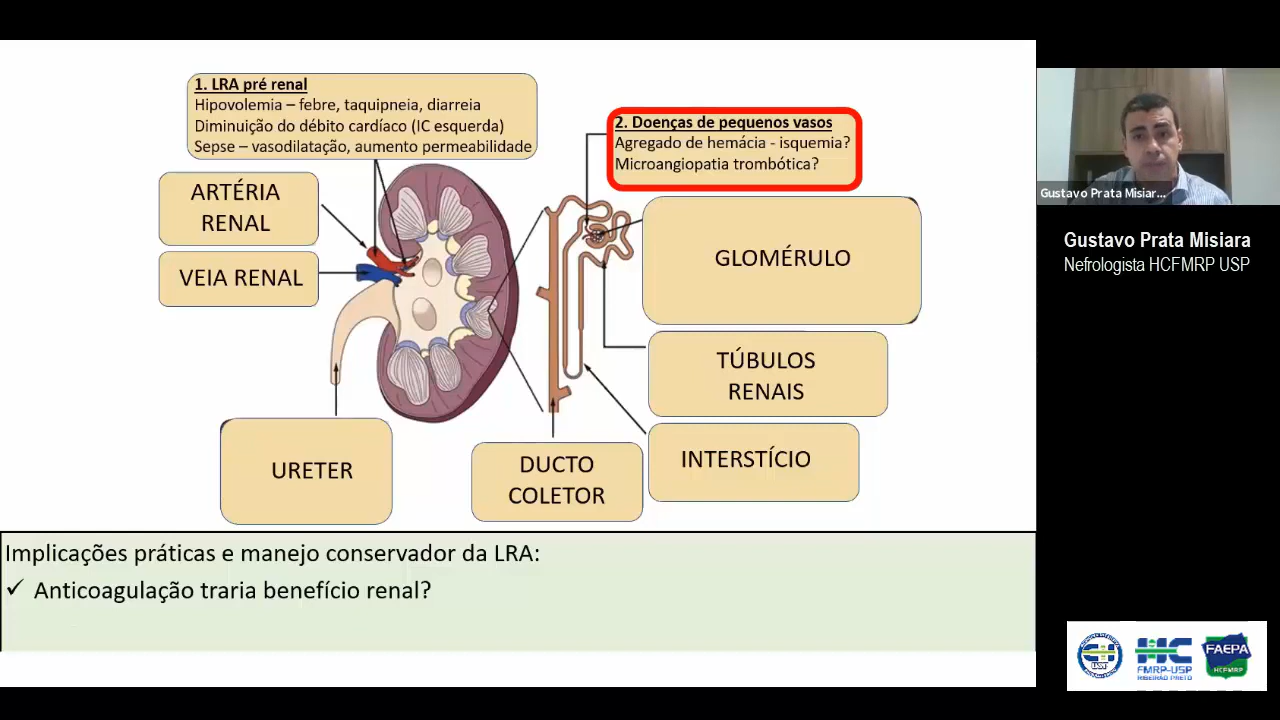 1. LRA pré renal
Hipovolemia – febre, taquipneia, diarreia
Diminuição do débito cardíaco (IC esquerda)
Sepse – vasodilatação, aumento permeabilidade
2. Doenças de pequenos vasos
Agregado de hemácia - isquemia?
Microangiopatia trombótica?
ARTÉRIA
RENAL
VEIA RENAL
GLOMÉRULO
TÚBULOS
RENAIS
INTERSTÍCIO
URETER
DUCTO
COLETOR
Implicações práticas e manejo conservador da LRA:
✓ Anticoagulação traria benefício renal?
Gustavo Prata Misiar...
Gustavo Prata Misiara
Nefrologista HCFMRP USP
HC
FMRP-USP
RIBEIRÃO PRETO
FAEPA
HCFMRP